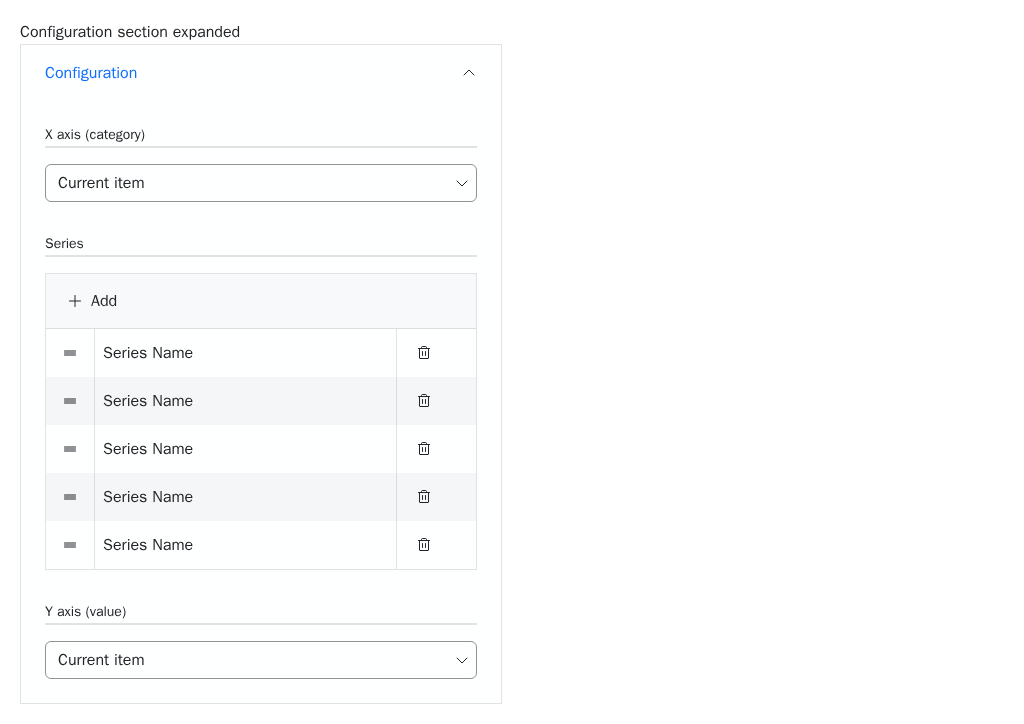 Configuration section expanded
Configuration
X axis (category)
Current item
Series
Add
Series Name
Series Name
Series Name
Series Name
Series Name
Y axis (value)
Current item